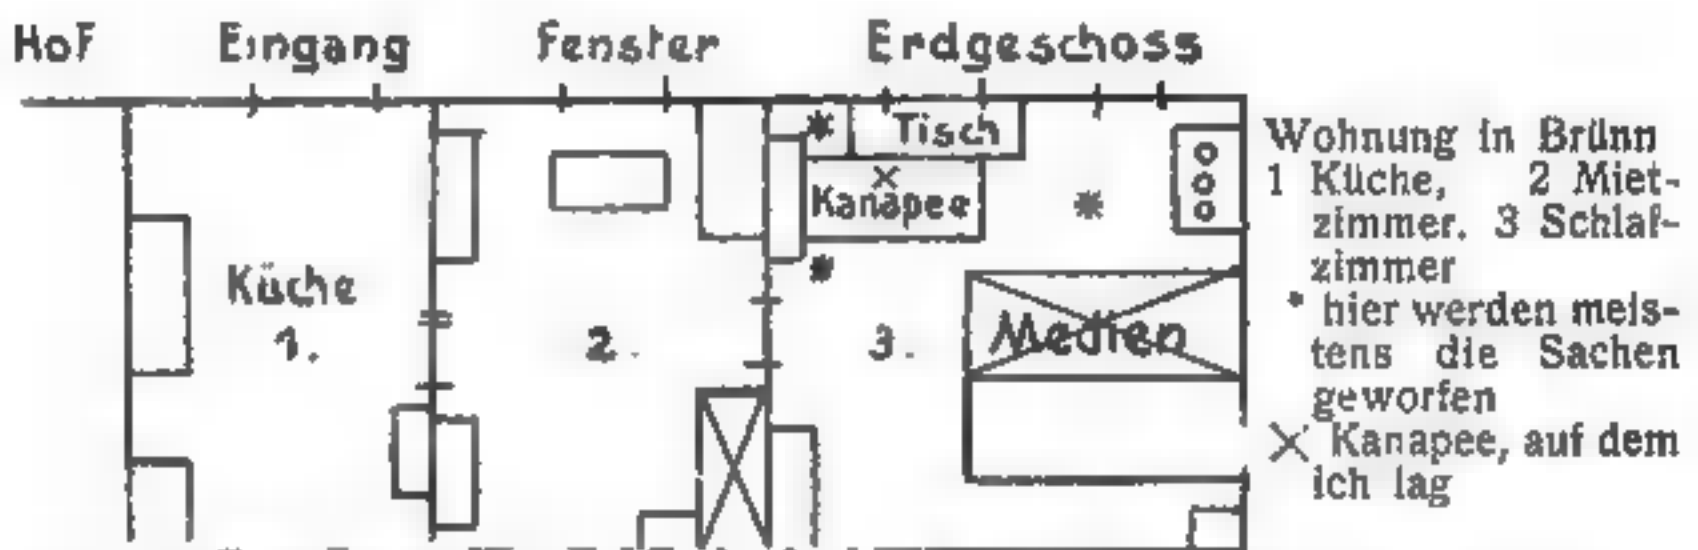 Hof Eingang Fenster Erdgeschoss
Tisch
Kanapee
Küche
1.
2.
3.
Medien
Wohnung in Brünn
1 Küche, 2 Miet-
zimmer. 3 Schlaf-
zimmer
* hier werden meis-
tens die Sachen
geworfen
× Kanapee, auf dem
ich lag